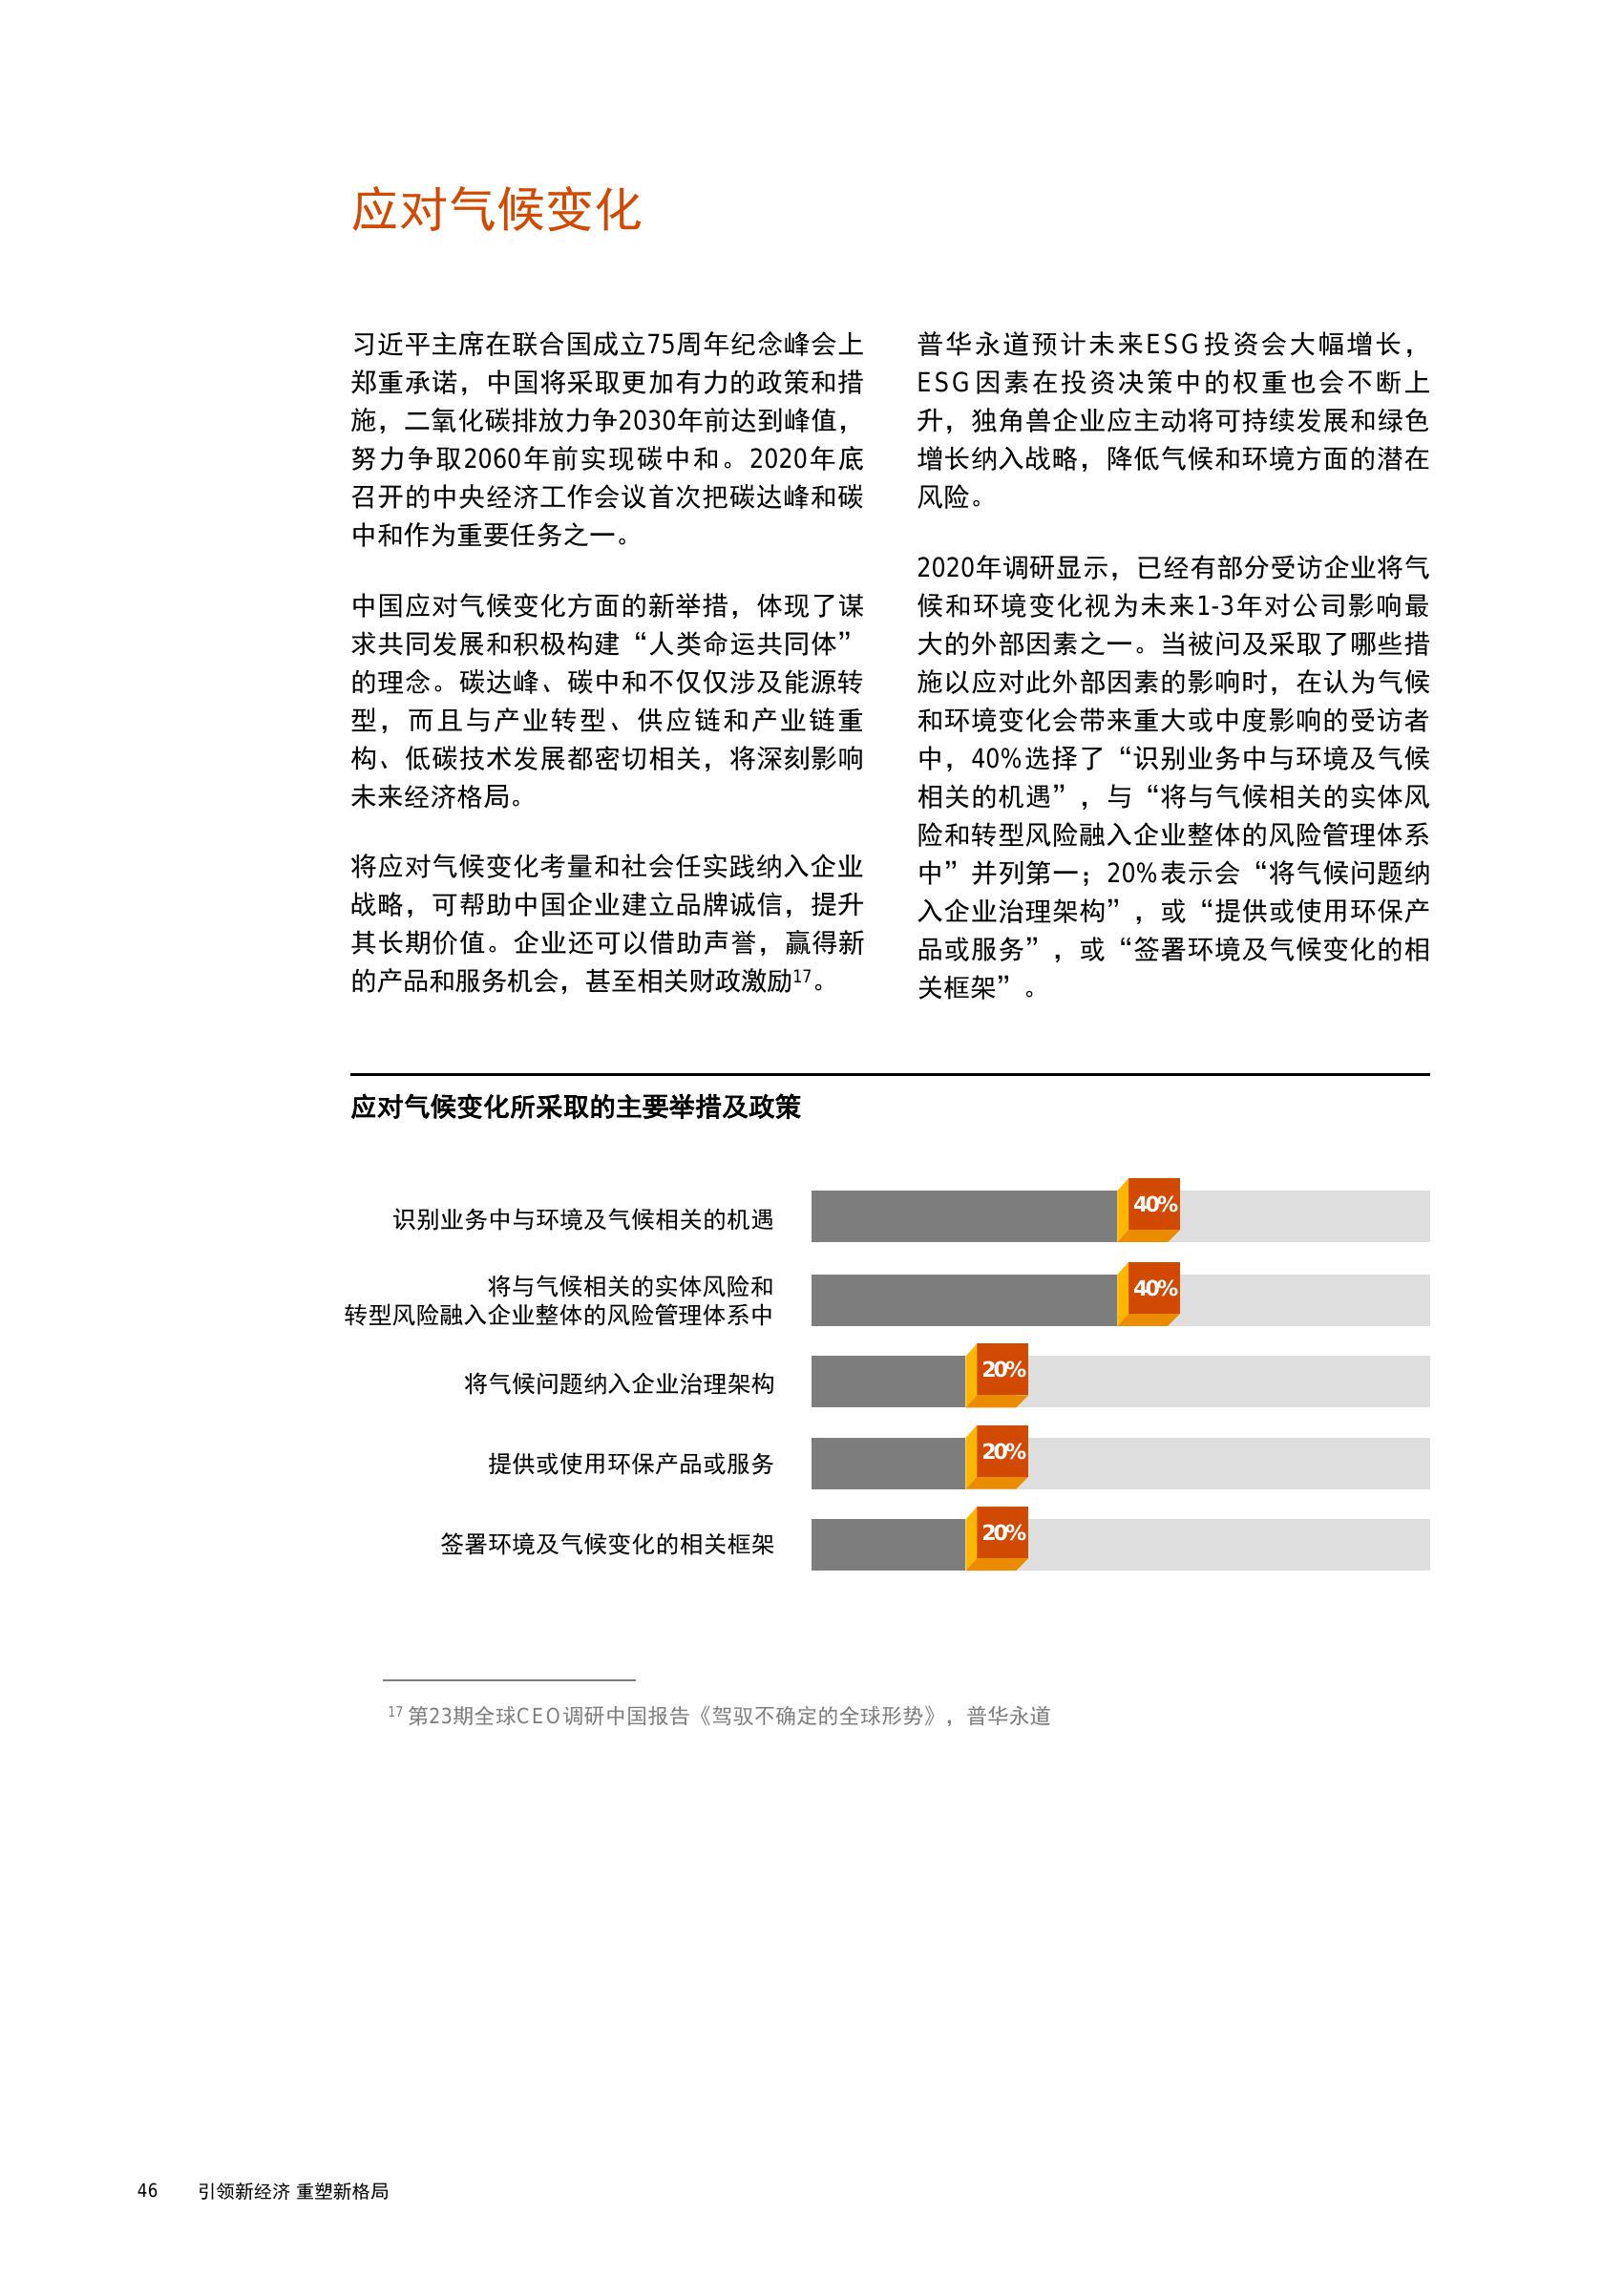 应对气候变化
习近平主席在联合国成立75周年纪念峰会上
郑重承诺，中国将采取更加有力的政策和措
施，二氧化碳排放力争2030年前达到峰值，
努力争取2060年前实现碳中和。2020年底
召开的中央经济工作会议首次把碳达峰和碳
中和作为重要任务之一。
中国应对气候变化方面的新举措，体现了谋
求共同发展和积极构建“人类命运共同体”
的理念。碳达峰、碳中和不仅仅涉及能源转
型，而且与产业转型、供应链和产业链重
构、低碳技术发展都密切相关，将深刻影响
未来经济格局。
将应对气候变化考量和社会任实践纳入企业
战略，可帮助中国企业建立品牌诚信，提升
其长期价值。企业还可以借助声誉，赢得新
的产品和服务机会，甚至相关财政激励17。
普华永道预计未来ESG投资会大幅增长，
ESG因素在投资决策中的权重也会不断上
升，独角兽企业应主动将可持续发展和绿色
增长纳入战略，降低气候和环境方面的潜在
风险。
2020年调研显示，已经有部分受访企业将气
候和环境变化视为未来1-3年对公司影响最
大的外部因素之一。当被问及采取了哪些措
施以应对此外部因素的影响时，在认为气候
和环境变化会带来重大或中度影响的受访者
中，40%选择了“识别业务中与环境及气候
相关的机遇”，与“将与气候相关的实体风
险和转型风险融入企业整体的风险管理体系
中”并列第一；20%表示会“将气候问题纳
入企业治理架构”，或“提供或使用环保产
品或服务”，或“签署环境及气候变化的相
关框架”。
应对气候变化所采取的主要举措及政策
识别业务中与环境及气候相关的机遇
40%
将与气候相关的实体风险和
转型风险融入企业整体的风险管理体系中
40%
将气候问题纳入企业治理架构
20%
提供或使用环保产品或服务
20%
签署环境及气候变化的相关框架
20%
17 第23期全球CEO调研中国报告《驾驭不确定的全球形势》，普华永道
46 引领新经济 重塑新格局